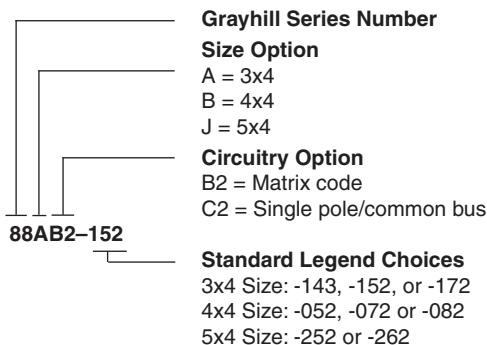 Grayhill Series Number
Size Option
A = 3x4
B = 4x4
J = 5x4
Circuitry Option
B2 = Matrix code
C2 = Single pole/common bus
88AB2–152
Standard Legend Choices
3x4 Size: -143, -152, or -172
4x4 Size: -052, -072 or -082
5x4 Size: -252 or -262